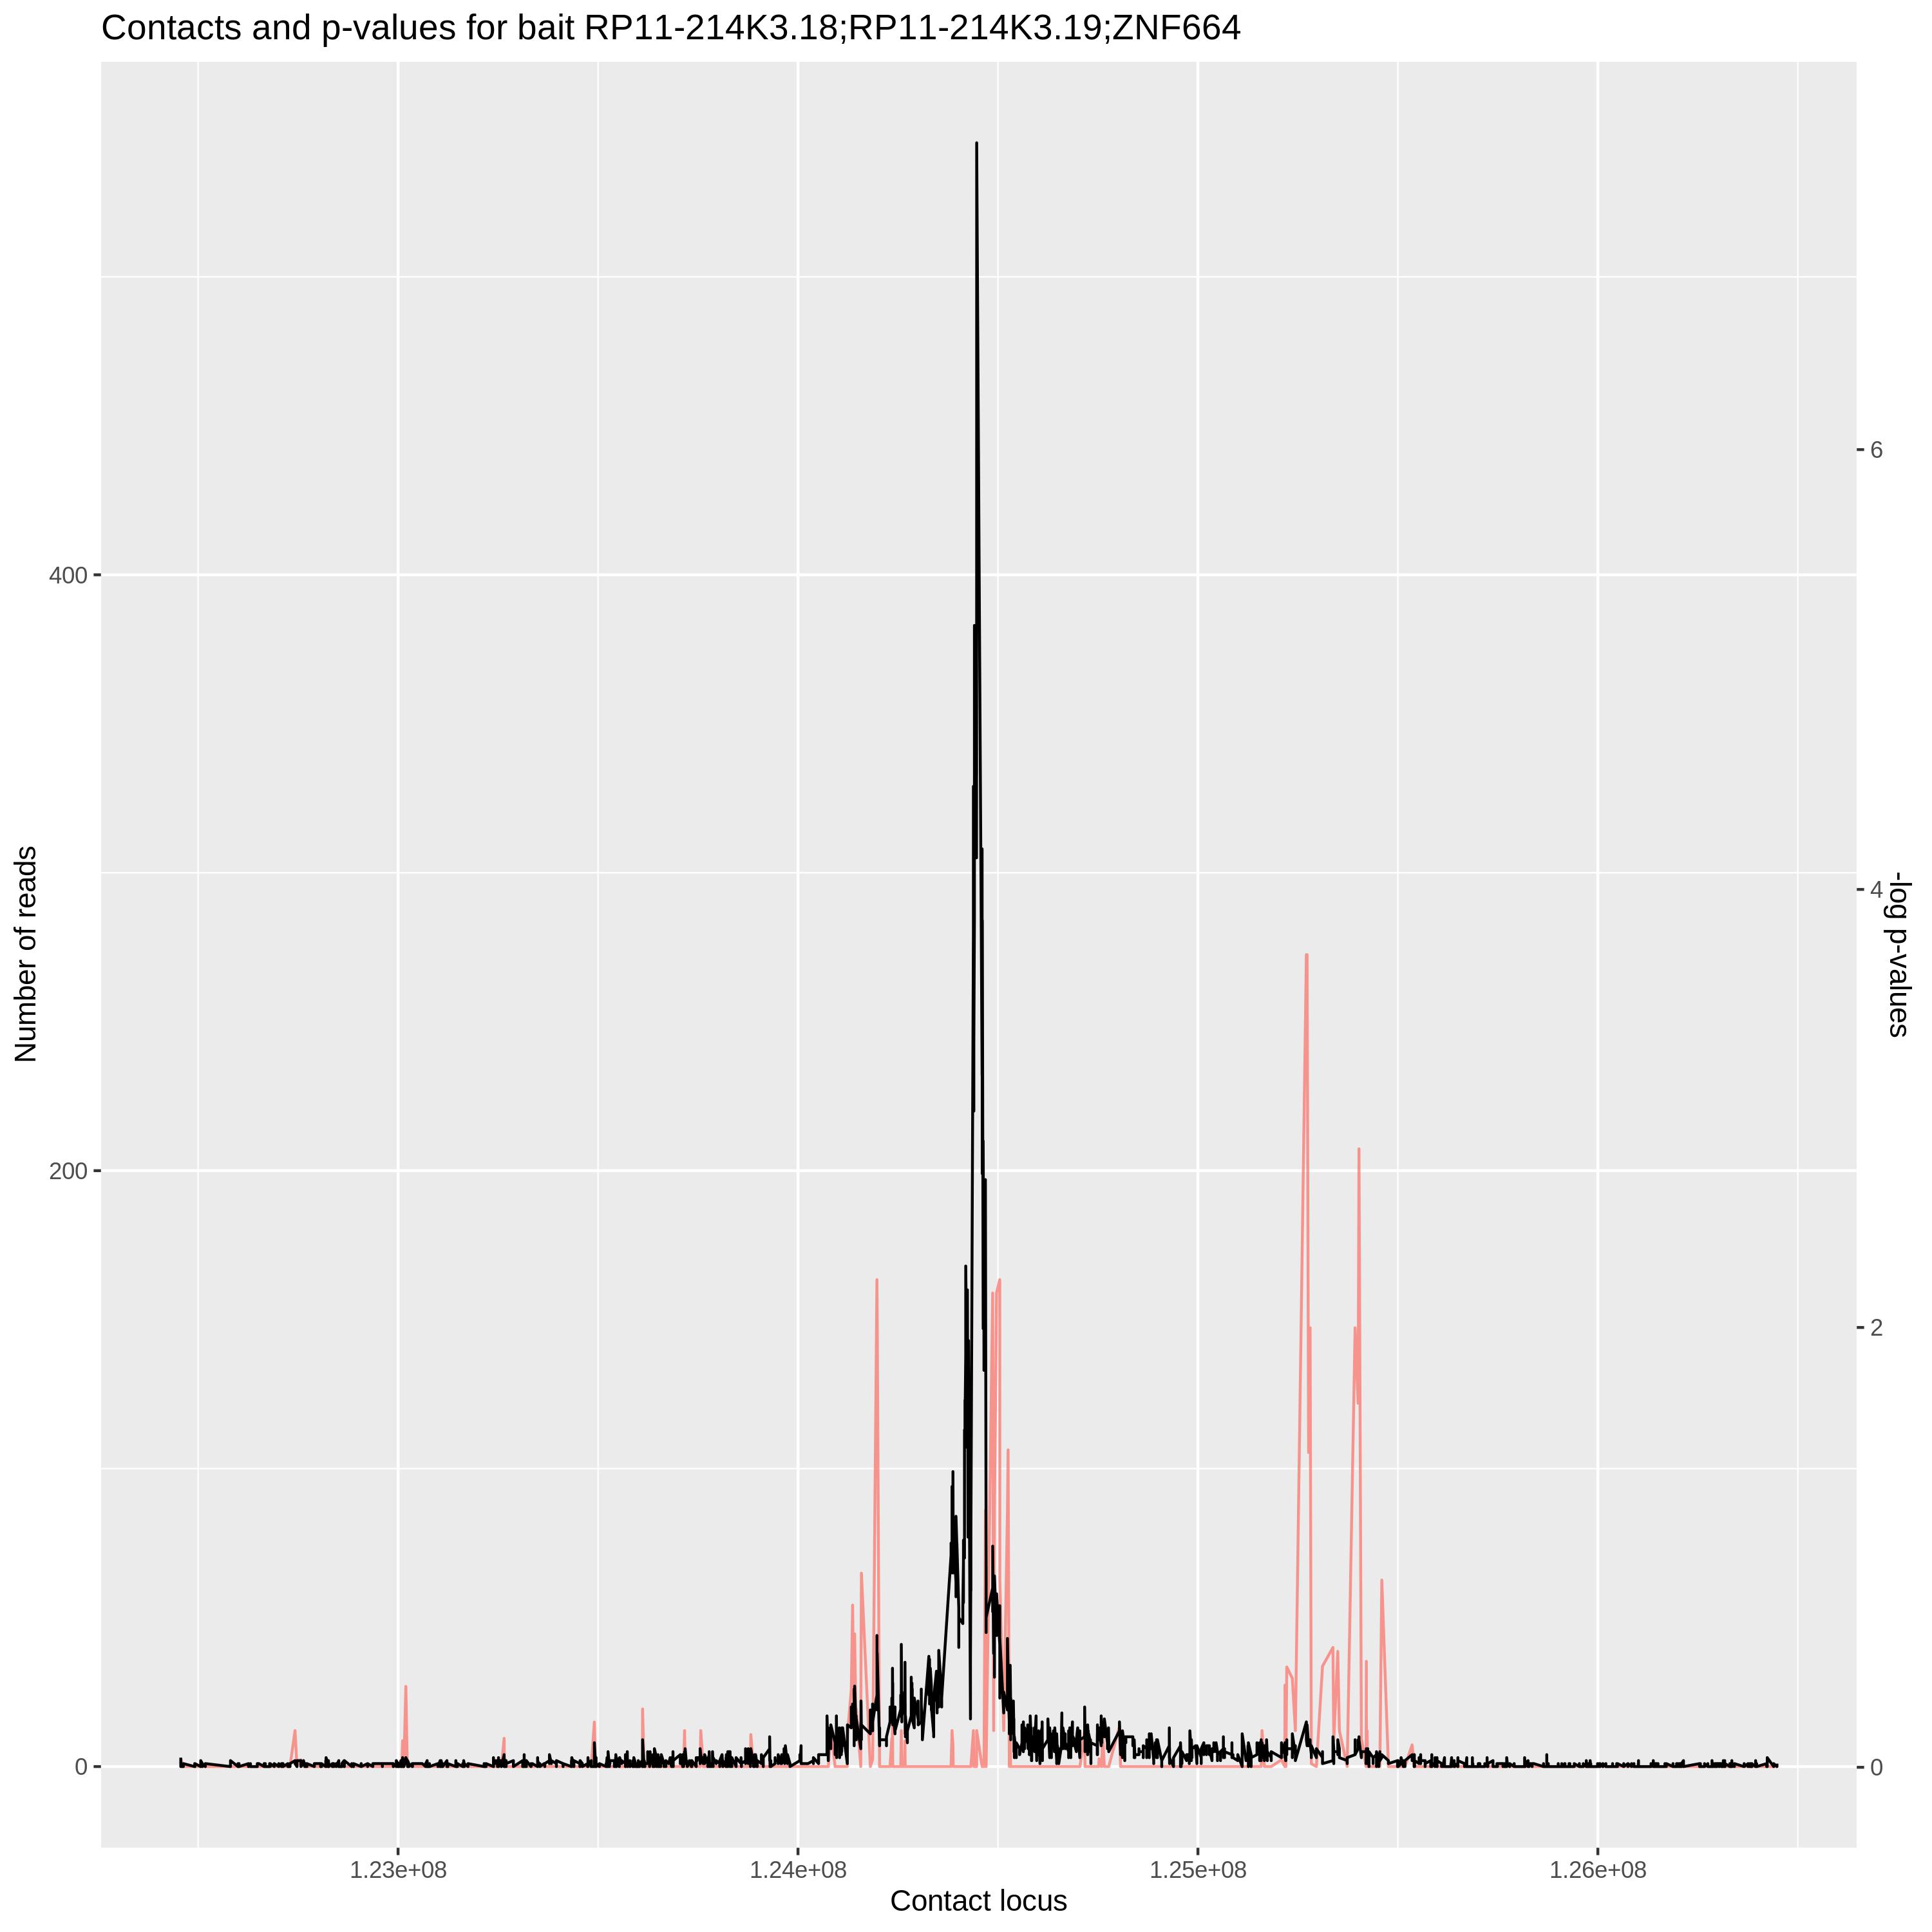 Contacts and p-values for bait RP11-214K3.18;RP11-214K3.19;ZNF664
Number of reads
400
200
0
6
4
2
0
-log p-values
1.23e+08
1.24e+08
1.25e+08
1.26e+08
Contact locus